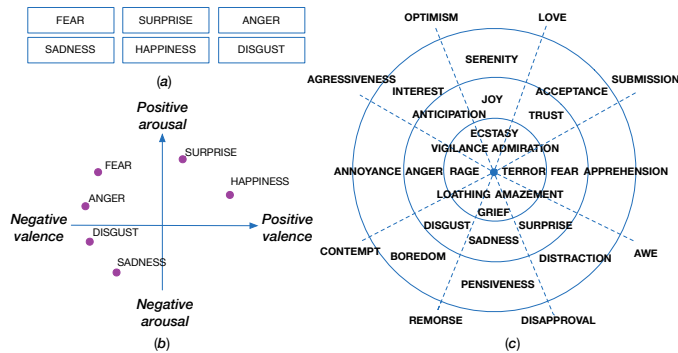 FEAR SURPRISE ANGER
SADNESS HAPPINESS DISGUST
(a)
Positive
arousal
SURPRISE
FEAR
HAPPINESS
ANGER
Negative
valence
Positive
valence
DISGUST
SADNESS
Negative
arousal
(b)
OPTIMISM LOVE
SERENITY
AGRESSIVENESS SUBMISSION
INTEREST ACCEPTANCE
JOY
ANTICIPATION TRUST
ECSTASY
VIGILANCE ADMIRATION
ANNOYANCE ANGER RAGE TERROR FEAR APPREHENSION
LOATHING AMAZEMENT
GRIEF
DISGUST SURPRISE
SADNESS
CONTEMPT AWE
BOREDOM DISTRACTION
PENSIVENESS
REMORSE DISAPPROVAL
(c)